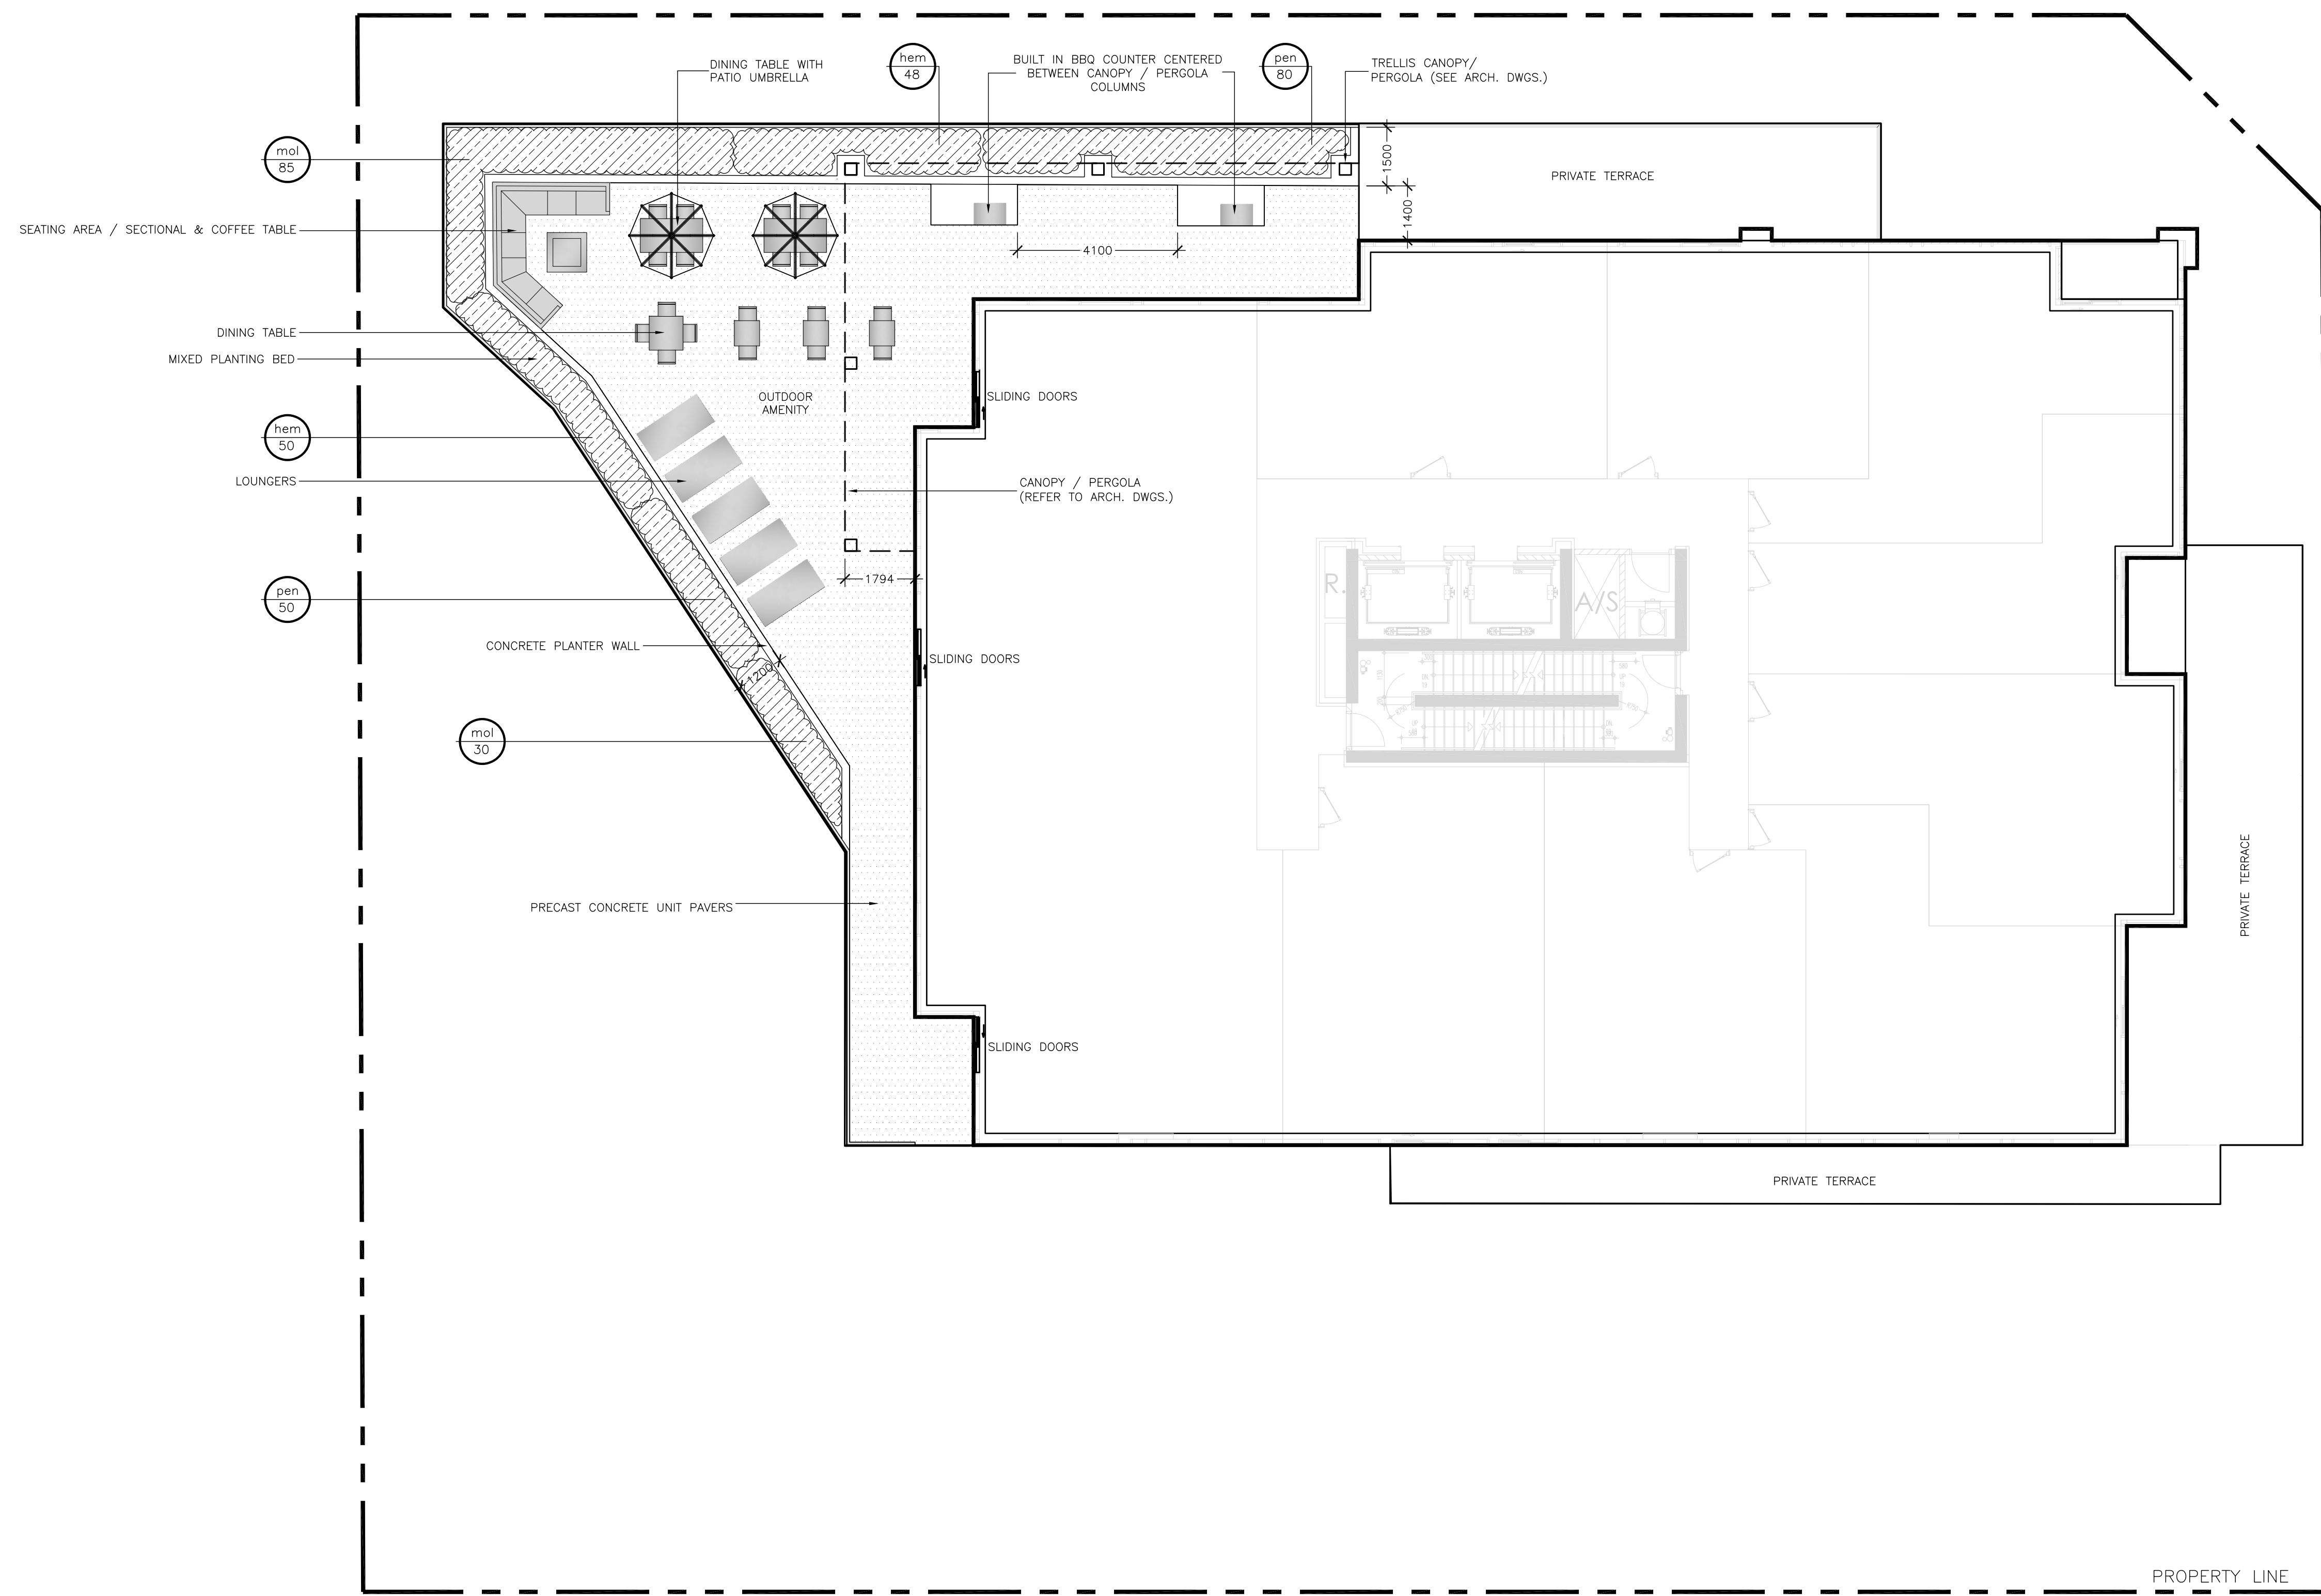 DINING TABLE WITH
PATIO UMBRELLA
hem
48
BUILT IN BBQ COUNTER CENTERED
BETWEEN CANOPY / PERGOLA
COLUMNS
pen
80
TRELLIS CANOPY/
PERGOLA (SEE ARCH. DWGS.)
mol
85
1500
PRIVATE TERRACE
1400
SEATING AREA / SECTIONAL & COFFEE TABLE
4100
DINING TABLE
MIXED PLANTING BED
OUTDOOR
AMENITY
SLIDING DOORS
hem
50
LOUNGERS
CANOPY / PERGOLA
(REFER TO ARCH. DWGS.)
1794
R.
A/S
pen
50
CONCRETE PLANTER WALL
1200
SLIDING DOORS
mol
30
PRECAST CONCRETE UNIT PAVERS
PRIVATE TERRACE
SLIDING DOORS
PRIVATE TERRACE
PROPERTY LINE